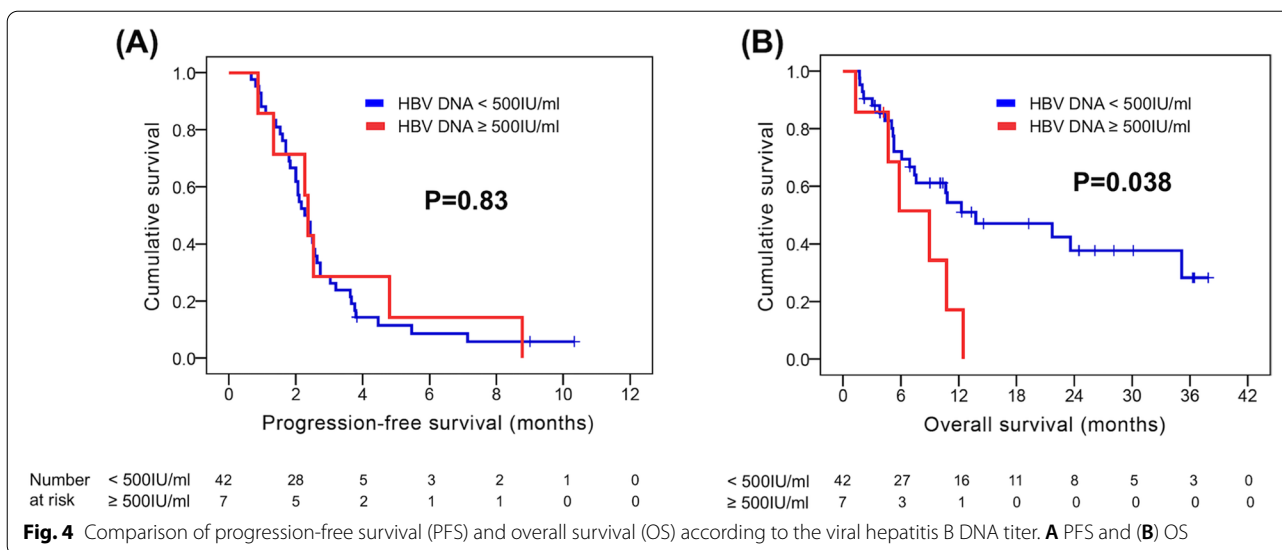 (A)
1.0
0.8
0.6
0.4
0.2
0.0
Cumulative survival
HBV DNA < 500IU/ml
HBV DNA ≥ 500IU/ml
P=0.83
0 2 4 6 8 10 12
Progression-free survival (months)
Number < 500IU/ml 42 28 5 3 2 1 0
at risk ≥ 500IU/ml 7 5 2 1 1 0 0
(B)
1.0
0.8
0.6
0.4
0.2
0.0
Cumulative survival
HBV DNA < 500IU/ml
HBV DNA ≥ 500IU/ml
P=0.038
0 6 12 18 24 30 36 42
Overall survival (months)
< 500IU/ml 42 27 16 11 8 5 3 0
≥ 500IU/ml 7 3 1 0 0 0 0 0
Fig. 4 Comparison of progression-free survival (PFS) and overall survival (OS) according to the viral hepatitis B DNA titer. A PFS and (B) OS